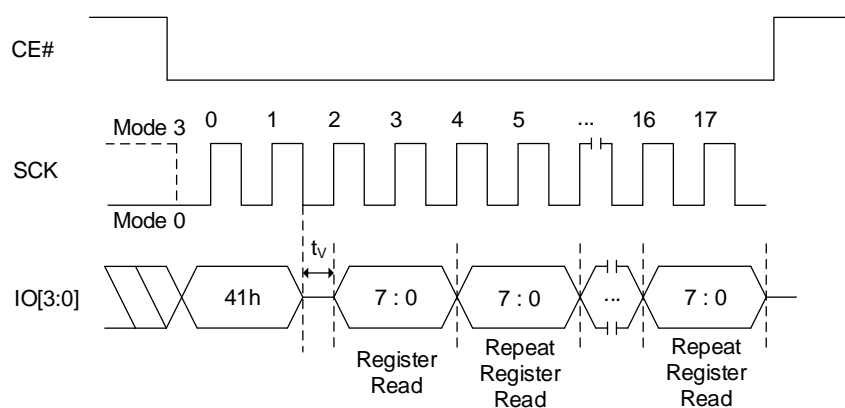 CE#
0 1 2 3 4 5 ... 16 17
Mode 3
SCK
Mode 0
tV
IO[3:0]
41h
7 : 0
7 : 0
...
7 : 0
Register
Read
Repeat
Register
Read
Repeat
Register
Read